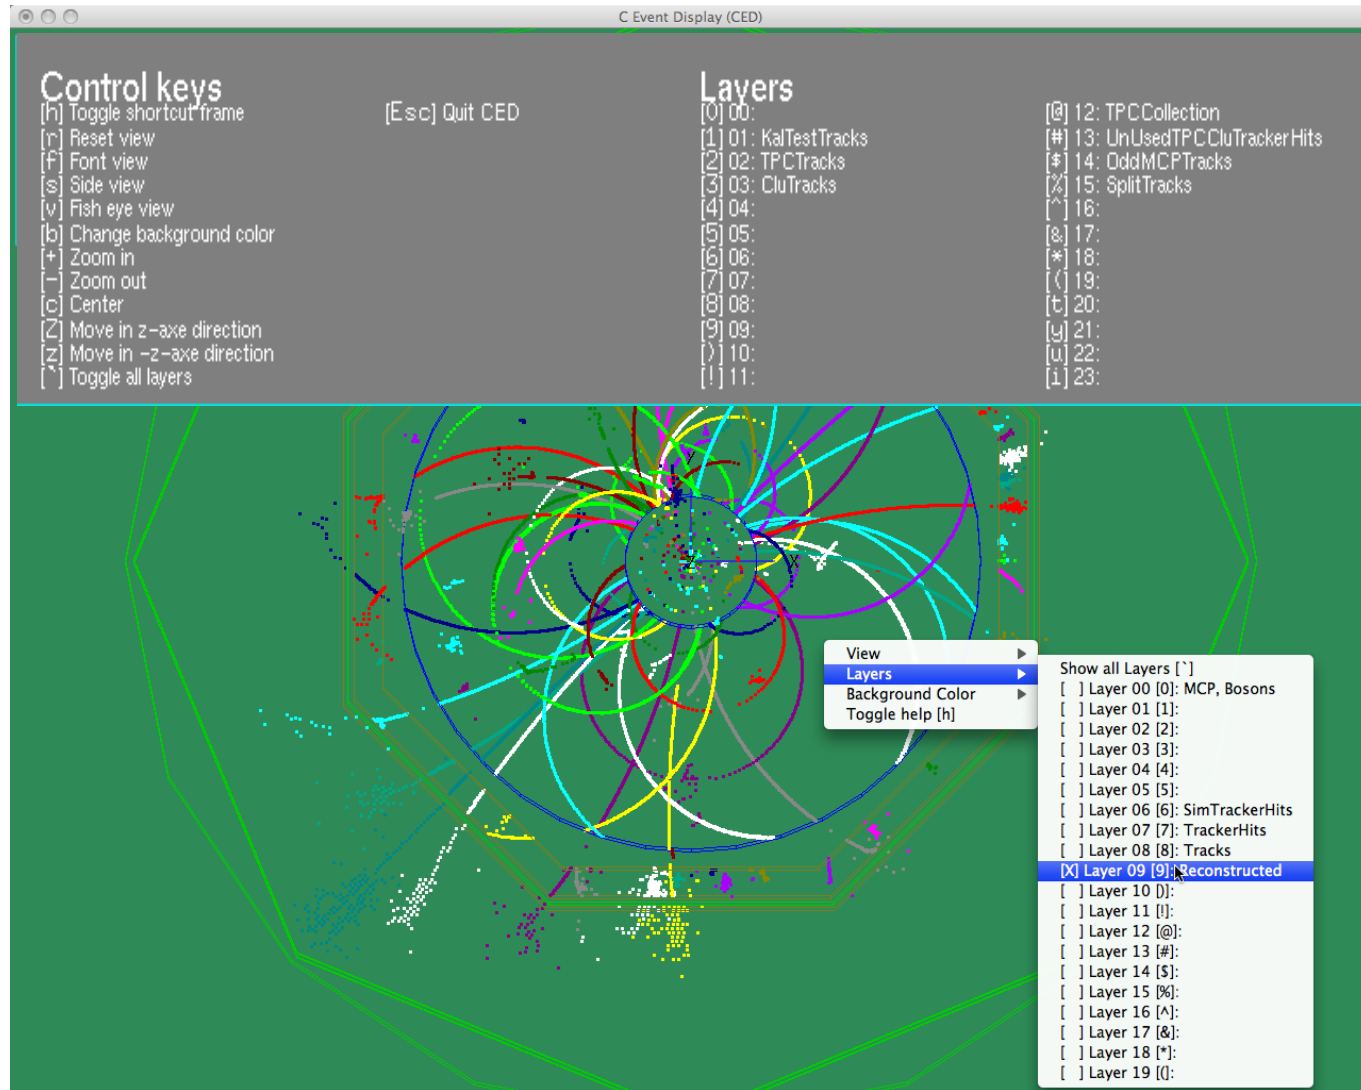 C Event Display (CED)
Control keys
[h] Toggle shortcut frame
[r] Reset view
[f] Font view
[s] Side view
[v] Fish eye view
[b] Change background color
[+] Zoom in
[-] Zoom out
[c] Center
[Z] Move in z-axe direction
[z] Move in -z-axe direction
[`] Toggle all layers
[Esc] Quit CED
Layers
[0] 00:
[1] 01: KalTestTracks
[2] 02: TPCTracks
[3] 03: CluTracks
[4] 04:
[5] 05:
[6] 06:
[7] 07:
[8] 08:
[9] 09:
[)] 10:
[!] 11:
[@] 12: TPCCollection
[#] 13: UnUsedTPCCluTrackerHits
[$] 14: OddMCPTracks
[%] 15: SplitTracks
[^] 16:
[&] 17:
[*] 18:
[(] 19:
[t] 20:
[y] 21:
[u] 22:
[i] 23:
Y
Z
X
View
Layers
Background Color
Toggle help [h]
Show all Layers [`]
[ ] Layer 00 [0]: MCP, Bosons
[ ] Layer 01 [1]:
[ ] Layer 02 [2]:
[ ] Layer 03 [3]:
[ ] Layer 04 [4]:
[ ] Layer 05 [5]:
[ ] Layer 06 [6]: SimTrackerHits
[ ] Layer 07 [7]: TrackerHits
[ ] Layer 08 [8]: Tracks
[X] Layer 09 [9]: Reconstructed
[ ] Layer 10 [)]:
[ ] Layer 11 [!]:
[ ] Layer 12 [@]:
[ ] Layer 13 [#]:
[ ] Layer 14 [$]:
[ ] Layer 15 [%]:
[ ] Layer 16 [^]:
[ ] Layer 17 [&]:
[ ] Layer 18 [*]:
[ ] Layer 19 [(]: